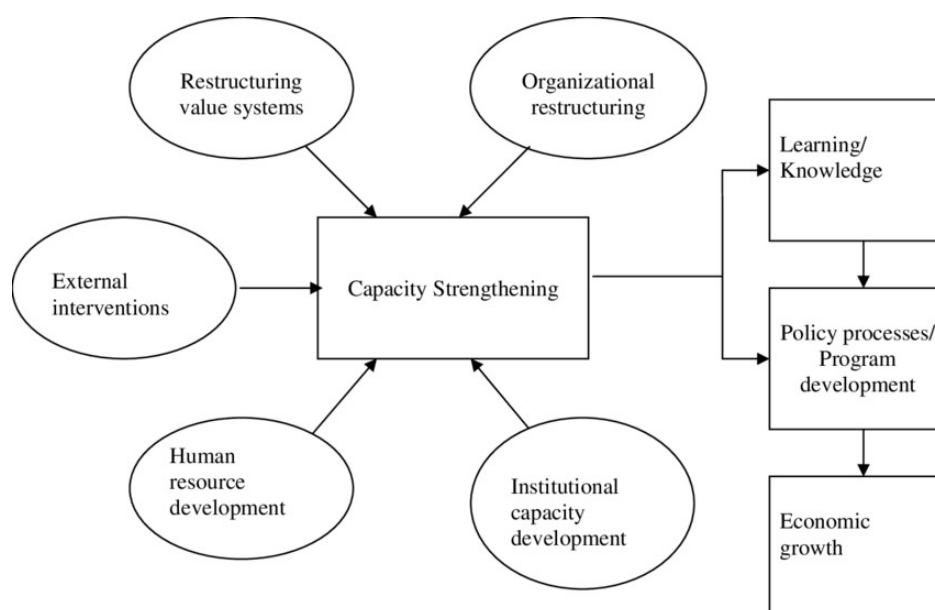 Restructuring
value systems
Organizational
restructuring
Learning/
Knowledge
External
interventions
Capacity Strengthening
Policy processes/
Program
development
Human
resource
development
Institutional
capacity
development
Economic
growth